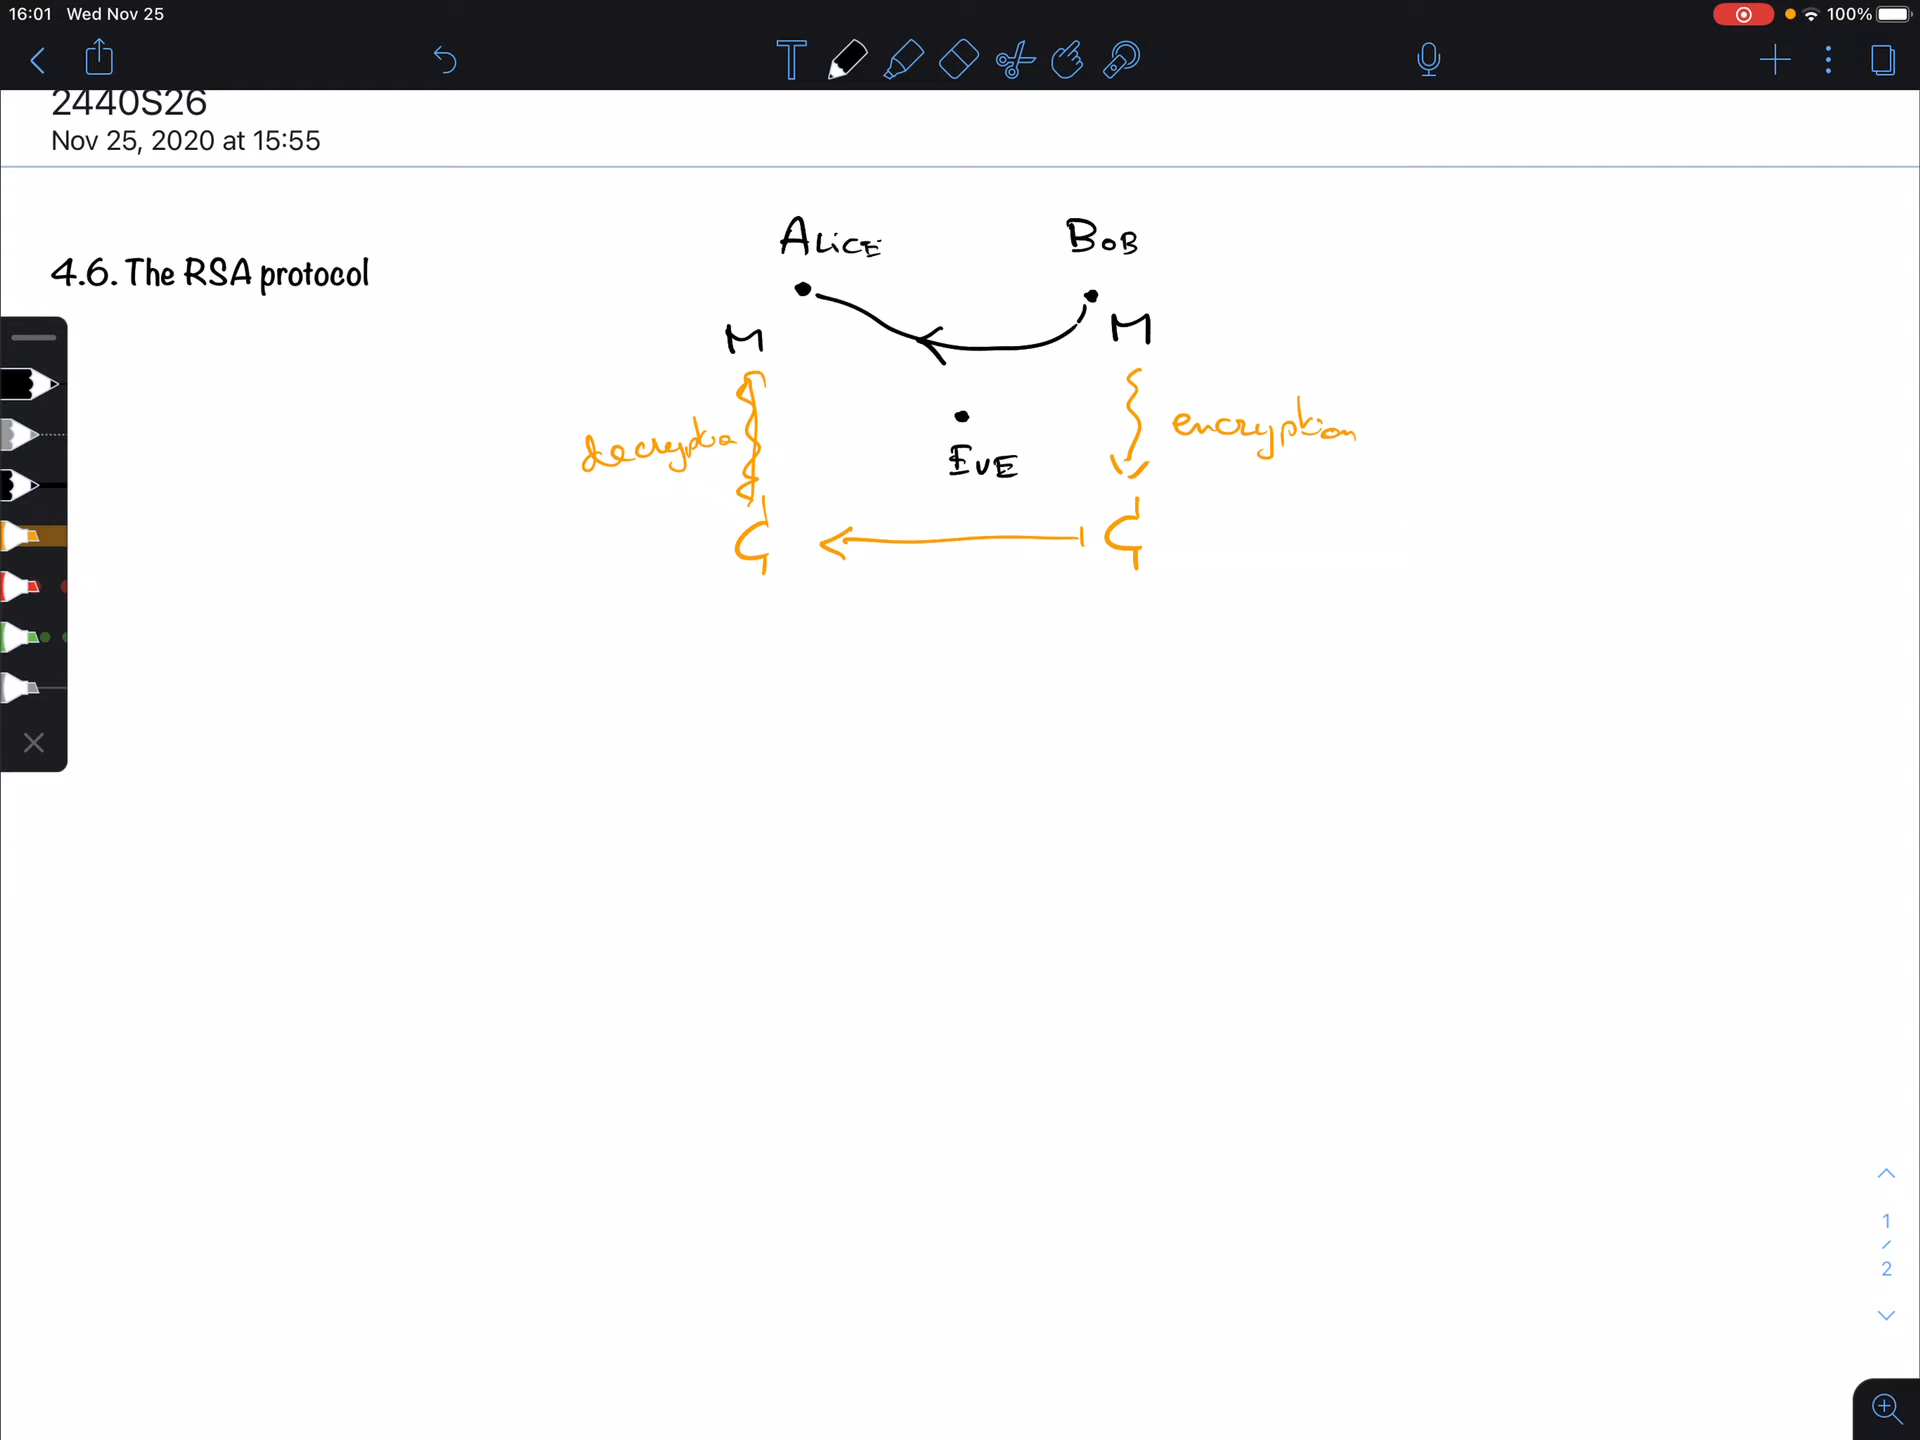 16:01 Wed Nov 25
100%
2440S26
Nov 25, 2020 at 15:55
ALICE
BOB
4.6. The RSA protocol
M
M
encryption
EVE
C
C
1
/
2